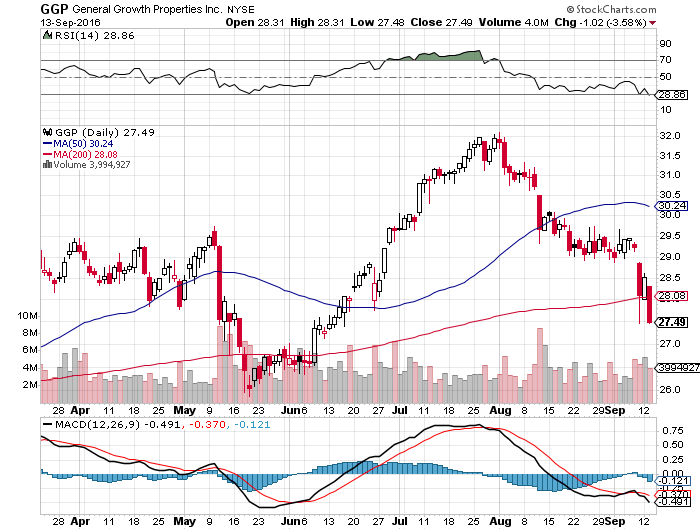 GGP General Growth Properties Inc. NYSE © StockCharts.com
13-Sep-2016 Open 28.31 High 28.31 Low 27.48 Close 27.49 Volume 4.0M Chg -1.02 (-3.58%)
RSI(14) 28.86
90
70
50
28.86
10
GGP (Daily) 27.49
MA(50) 30.24
MA(200) 28.08
Volume 3,994,927
32.0
31.5
31.0
30.5
30.24
30.0
29.5
29.0
28.5
28.08
27.49
27.0
26.0
10M
8M
6M
4M
2M
3994927
28 Apr 11 18 25 May 9 16 23 Jun 6 13 20 27 Jul 11 18 25 Aug 8 15 22 29 Sep 12
MACD(12,26,9) -0.491, -0.370, -0.121
0.75
0.50
0.25
0.00
-0.121
-0.370
-0.491
28 Apr 11 18 25 May 9 16 23 Jun 6 13 20 27 Jul 11 18 25 Aug 8 15 22 29 Sep 12